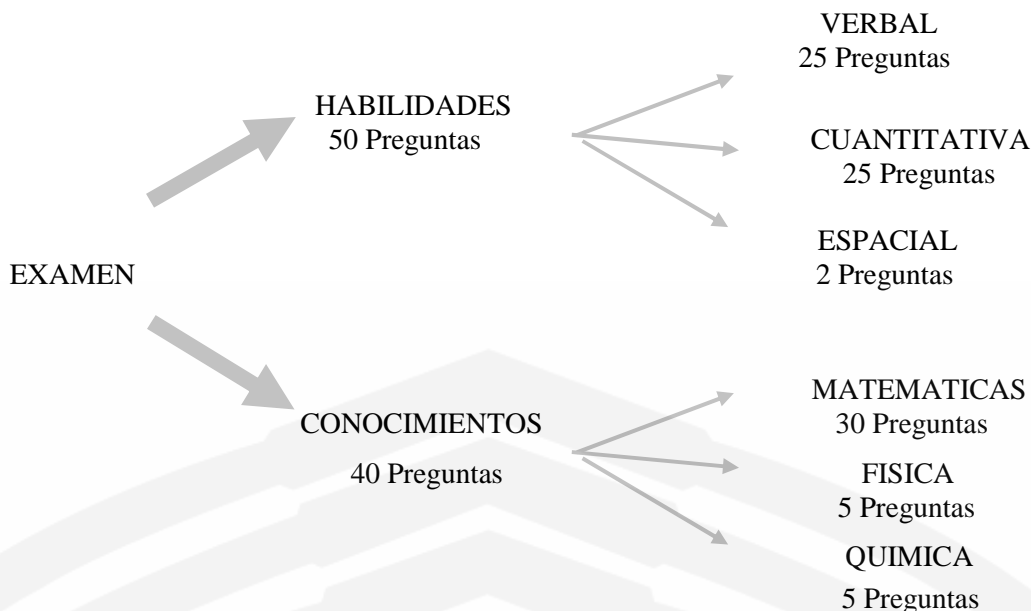 VERBAL
25 Preguntas
HABILIDADES
50 Preguntas
CUANTITATIVA
25 Preguntas
ESPACIAL
2 Preguntas
EXAMEN
MATEMATICAS
30 Preguntas
CONOCIMIENTOS
40 Preguntas
FISICA
5 Preguntas
QUIMICA
5 Preguntas